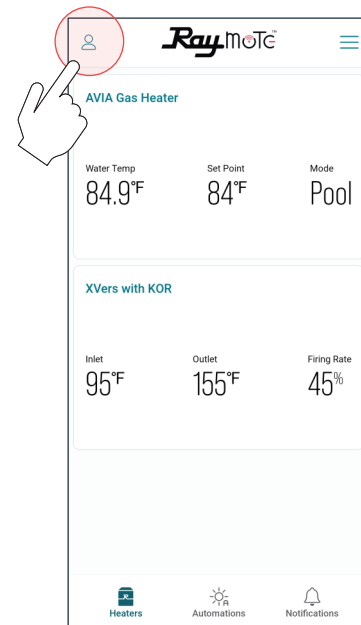 Raymote™
AVIA Gas Heater
Water Temp Set Point Mode
84.9°F 84°F Pool
XVers with KOR
Inlet Outlet Firing Rate
95°F 155°F 45%
A
Heaters Automations Notifications